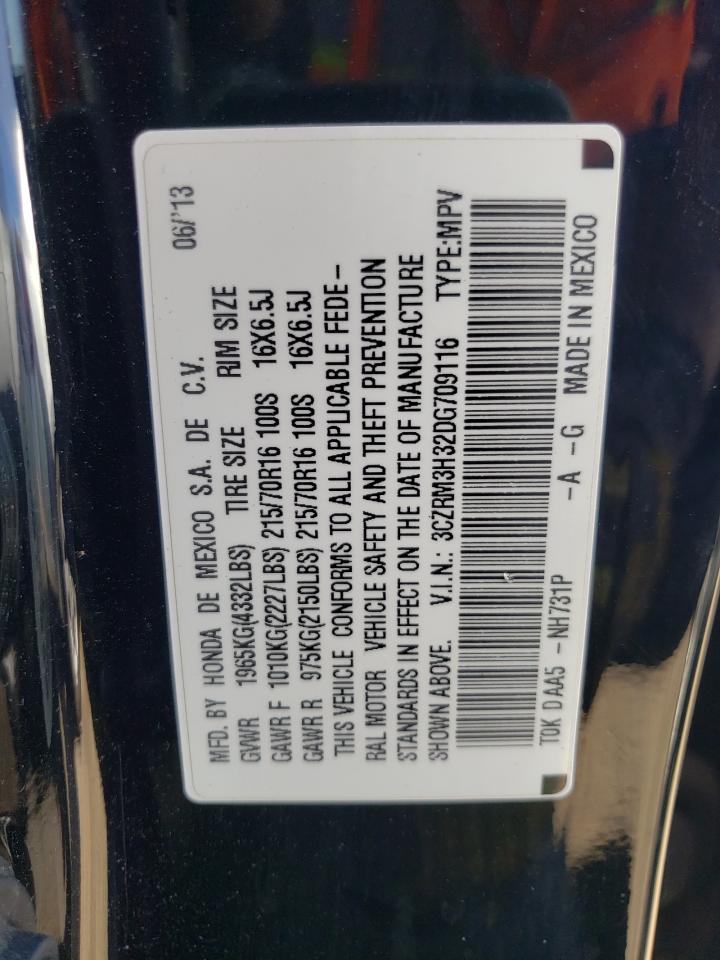 MFD. BY HONDA DE MEXICO S.A. DE C.V. 06/'13
GVWR 1965KG(4332LBS) TIRE SIZE RIM SIZE
GAWR F 1010KG(2227LBS) 215/70R16 100S 16X6.5J
GAWR R 975KG(2150LBS) 215/70R16 100S 16X6.5J
THIS VEHICLE CONFORMS TO ALL APPLICABLE FEDE-
RAL MOTOR VEHICLE SAFETY AND THEFT PREVENTION
STANDARDS IN EFFECT ON THE DATE OF MANUFACTURE
SHOWN ABOVE. V.I.N.: 3CZRM3H32DG709116 TYPE:MPV
T0K D AA5 -NH731P -A -G MADE IN MEXICO